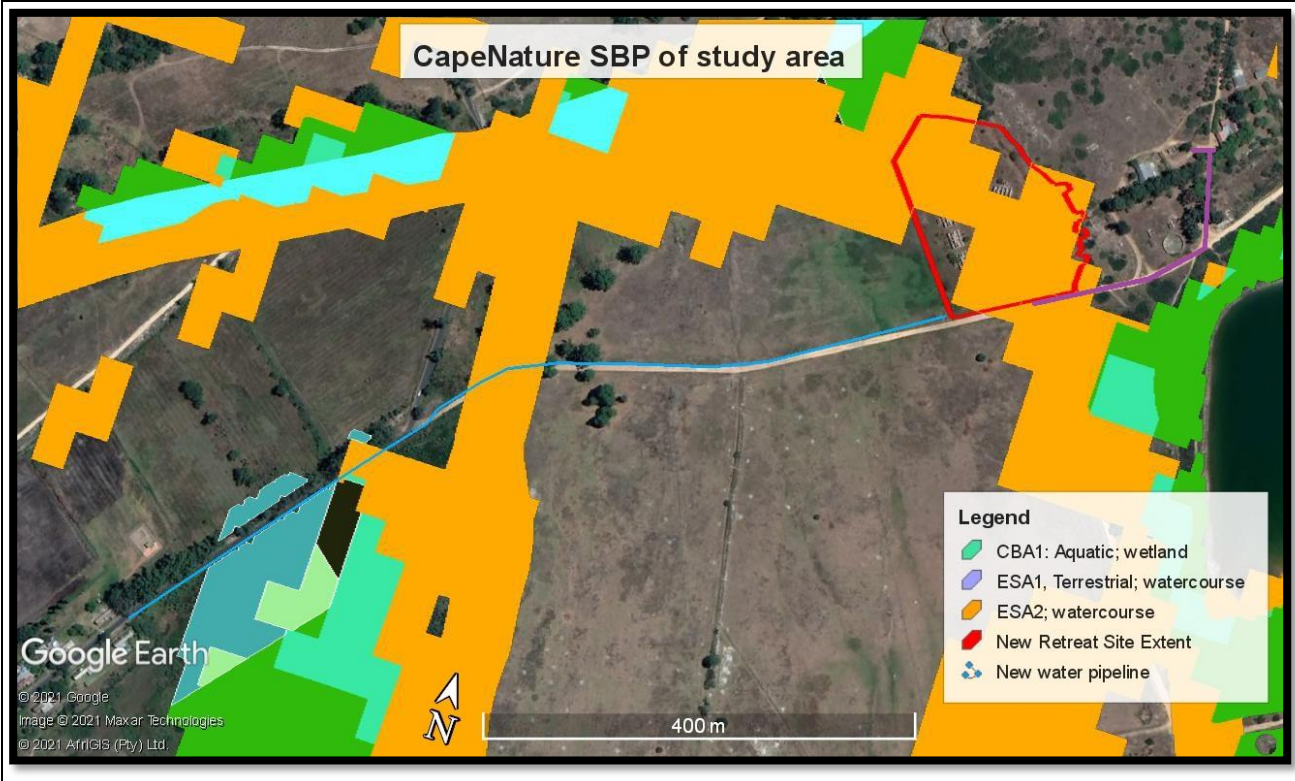 CapeNature SBP of study area
Legend
CBA1: Aquatic; wetland
ESA1, Terrestrial; watercourse
ESA2; watercourse
New Retreat Site Extent
New water pipeline
Google Earth
© 2021 Google
Image © 2021 Maxar Technologies
© 2021 AfriGIS (Pty) Ltd.
N
400 m